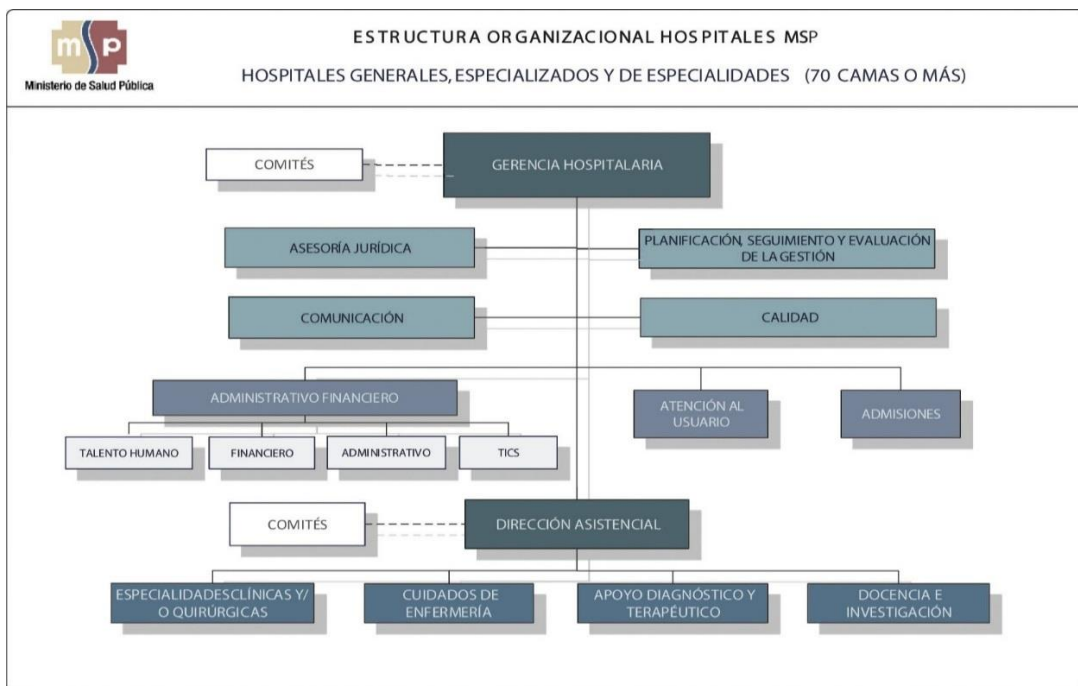 ESTRUCTURA ORGANIZACIONAL HOSPITALES MSP
HOSPITALES GENERALES, ESPECIALIZADOS Y DE ESPECIALIDADES (70 CAMAS O MÁS)
msp
Ministerio de Salud Pública
COMITÉS
GERENCIA HOSPITALARIA
ASESORÍA JURÍDICA
PLANIFICACIÓN, SEGUIMIENTO Y EVALUACIÓN
DE LA GESTIÓN
COMUNICACIÓN
CALIDAD
ADMINISTRATIVO FINANCIERO
ATENCIÓN AL
USUARIO
ADMISIONES
TALENTO HUMANO
FINANCIERO
ADMINISTRATIVO
TICS
COMITÉS
DIRECCIÓN ASISTENCIAL
ESPECIALIDADES CLÍNICAS Y/
O QUIRÚRGICAS
CUIDADOS DE
ENFERMERÍA
APOYO DIAGNÓSTICO Y
TERAPÉUTICO
DOCENCIA E
INVESTIGACIÓN